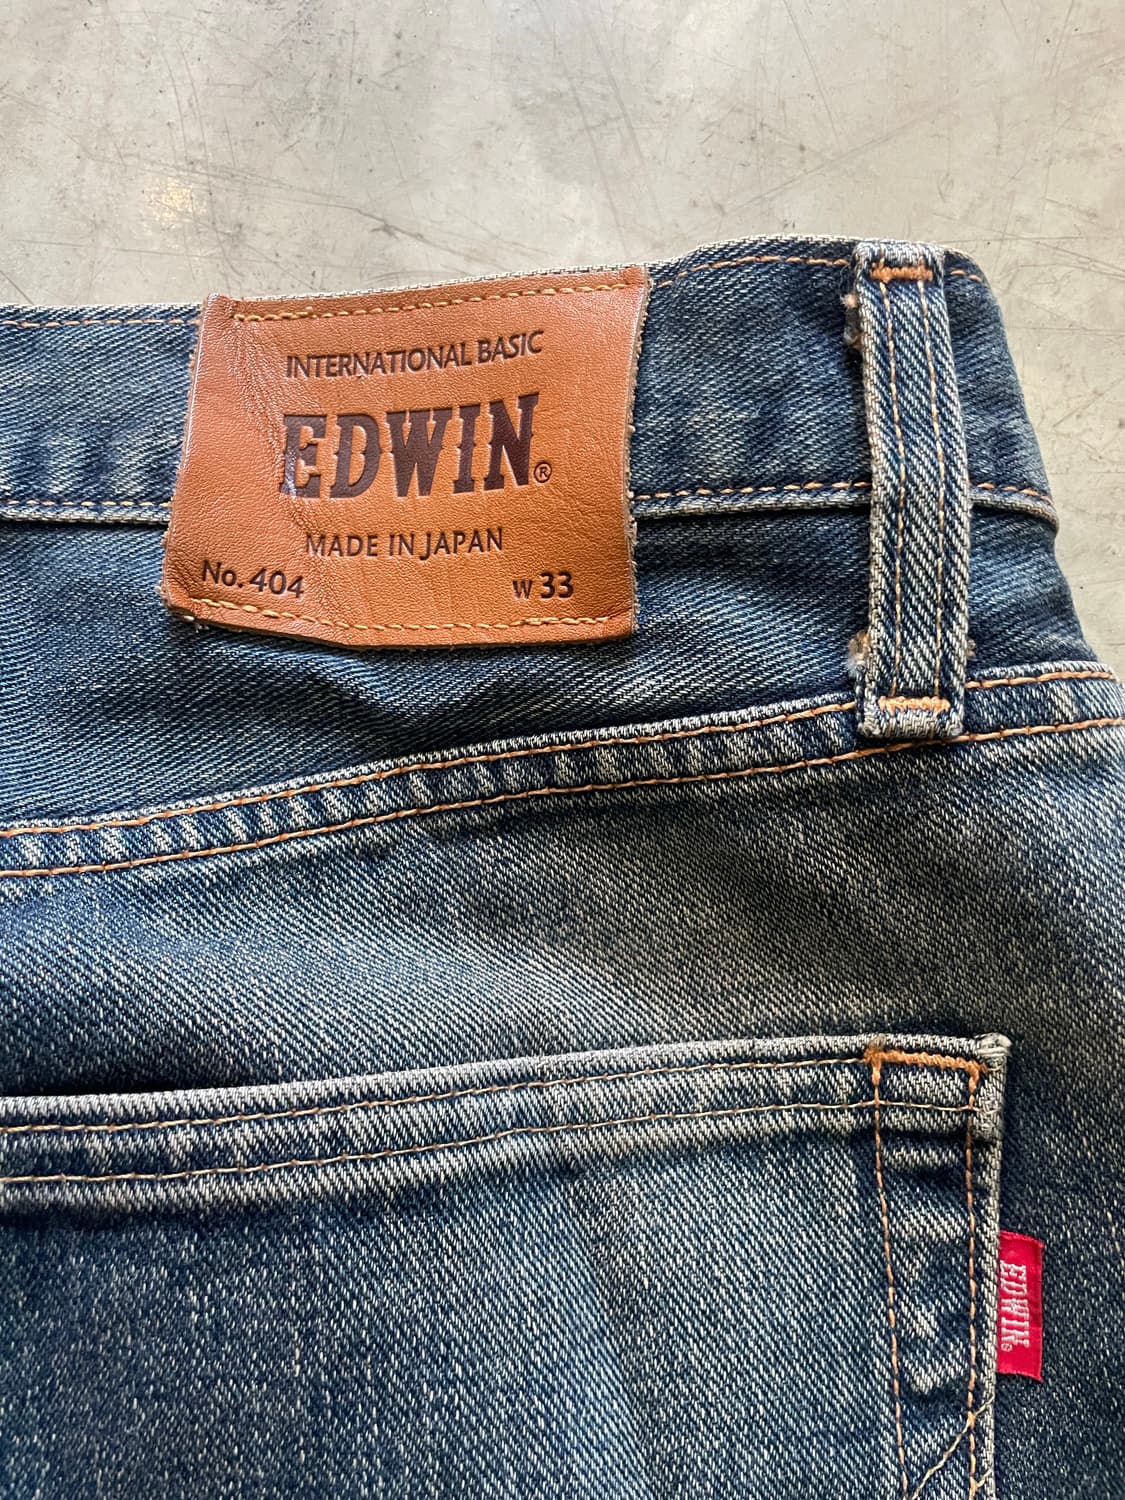 INTERNATIONAL BASIC
EDWIN®
MADE IN JAPAN
No. 404 W 33
EDWIN®